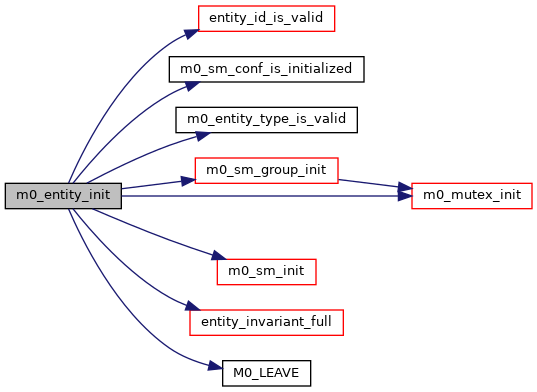 entity_id_is_valid
m0_sm_conf_is_initialized
m0_entity_type_is_valid
m0_sm_group_init
m0_entity_init
m0_mutex_init
m0_sm_init
entity_invariant_full
M0_LEAVE